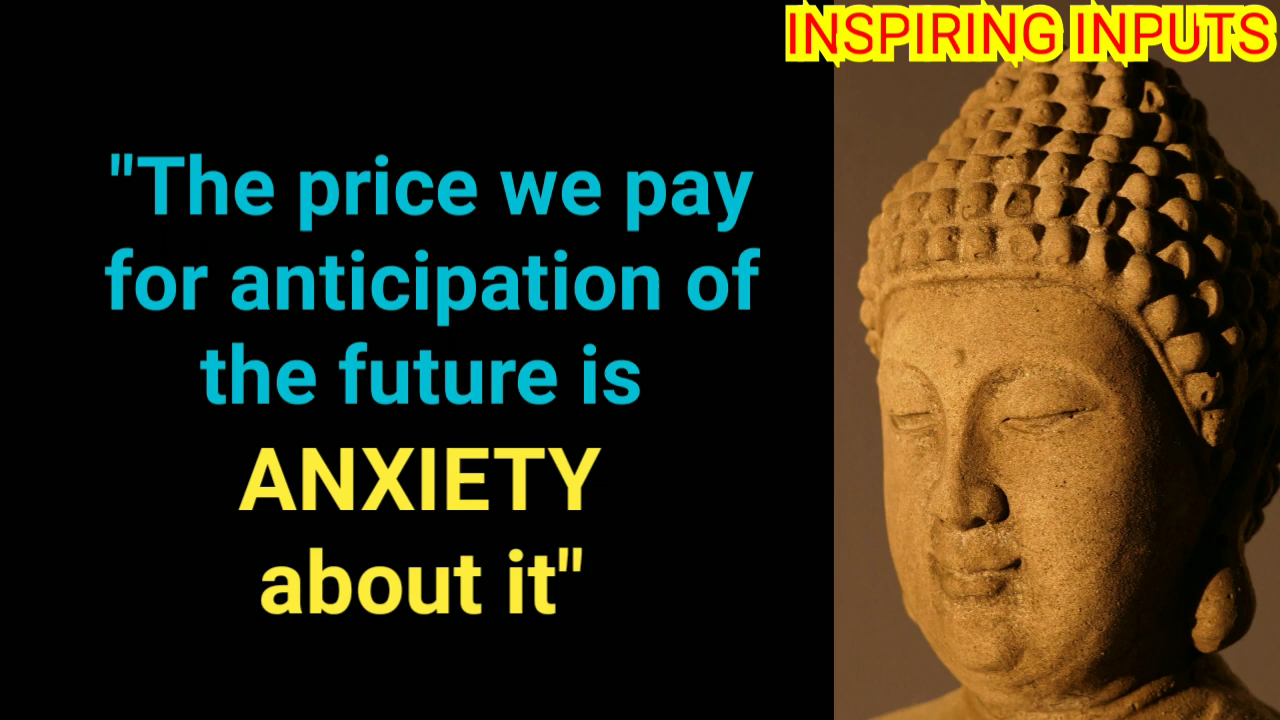 INSPIRING INPUTS
"The price we pay
for anticipation of
the future is
ANXIETY
about it"